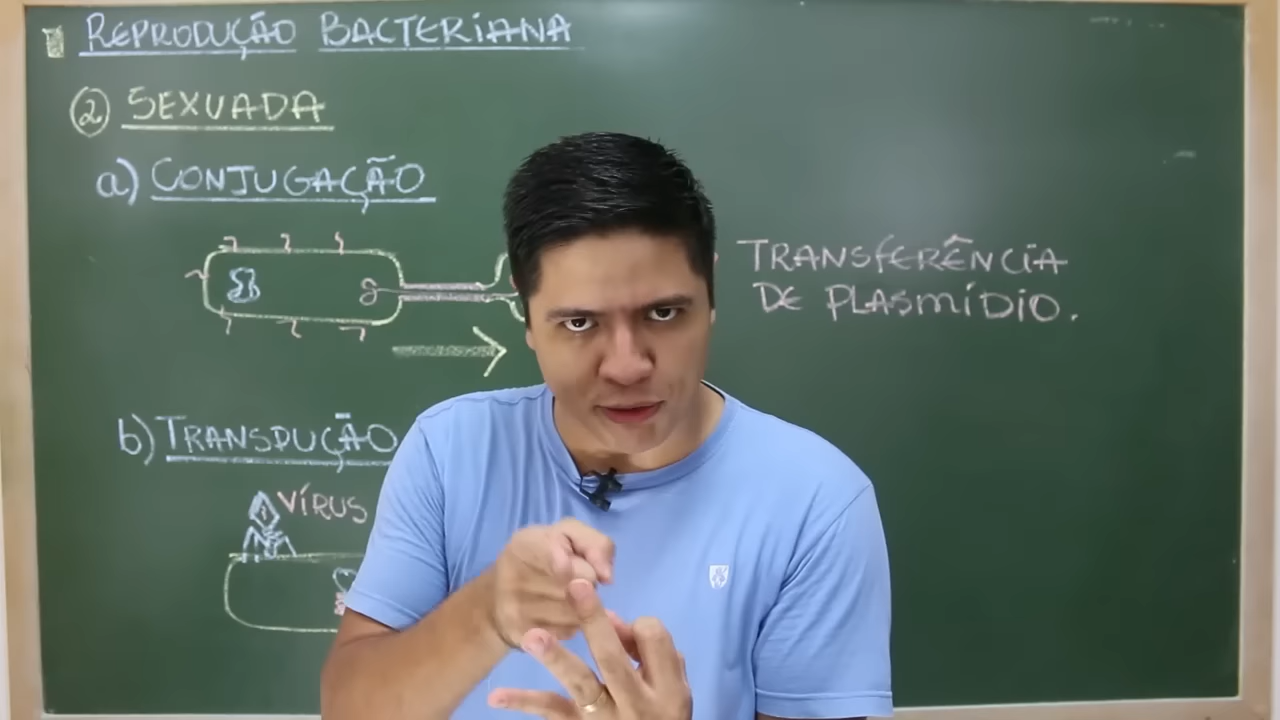 REPRODUÇÃO BACTERIANA
2 SEXUADA
a) CONJUGAÇÃO
TRANSFERÊNCIA
DE PLASMÍDIO.
b) TRANSDUÇÃO
VÍRUS